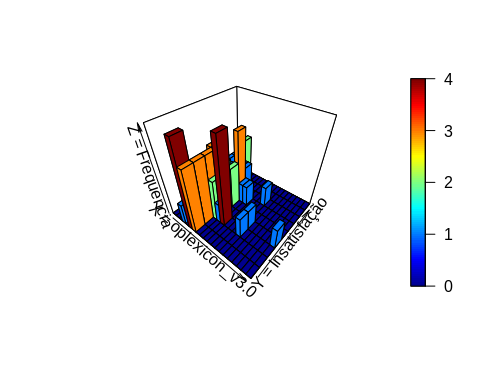 Z = Frequencia
oplexicon_v3.0
Y = Insatisfação
4
3
2
1
0